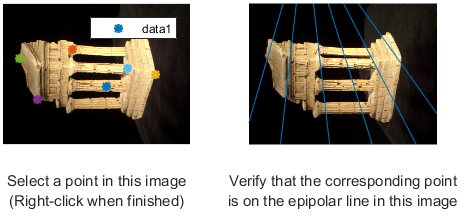 data1
Select a point in this image
(Right-click when finished)
Verify that the corresponding point
is on the epipolar line in this image